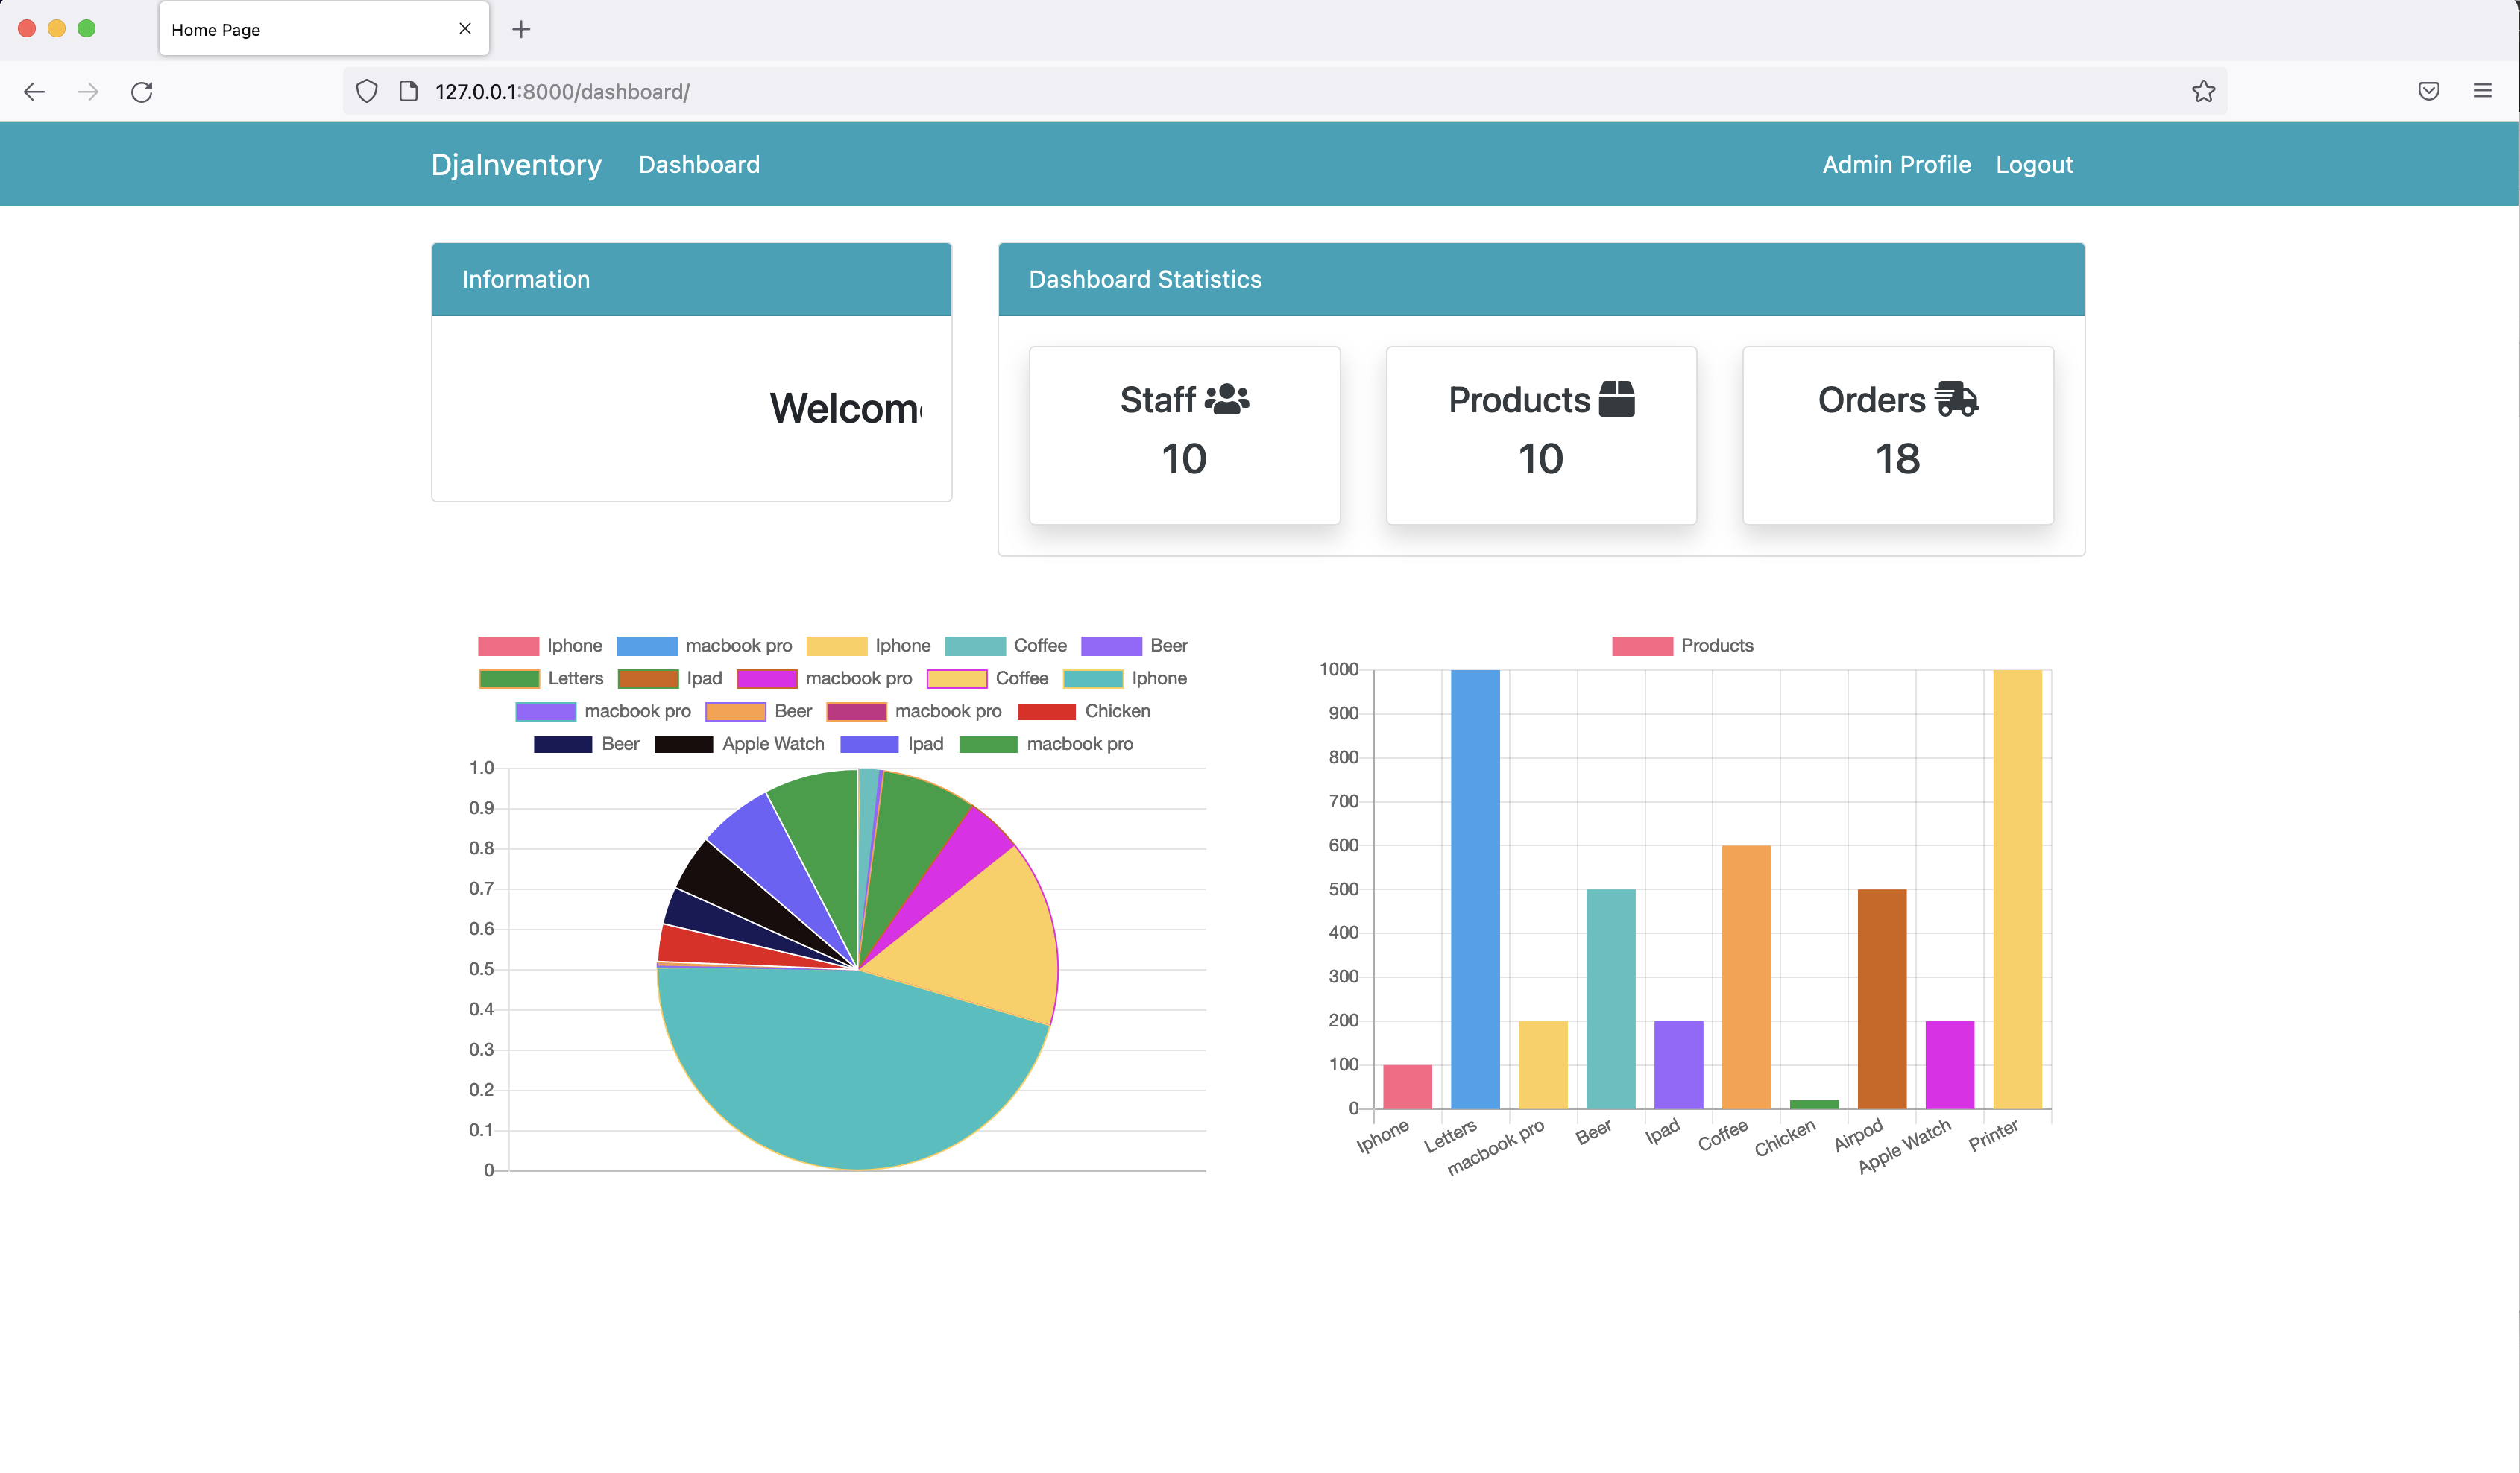 Home Page
127.0.0.1:8000/dashboard/
DjaInventory Dashboard Admin Profile Logout
Information
Welcom
Dashboard Statistics
Staff
10
Products
10
Orders
18
Iphone macbook pro Iphone Coffee Beer
Letters Ipad macbook pro Coffee Iphone
macbook pro Beer macbook pro Chicken
Beer Apple Watch Ipad macbook pro
1.0
0.9
0.8
0.7
0.6
0.5
0.4
0.3
0.2
0.1
0
Products
1000
900
800
700
600
500
400
300
200
100
0
Iphone Letters macbook pro Beer Ipad Coffee Chicken Airpod Apple Watch Printer